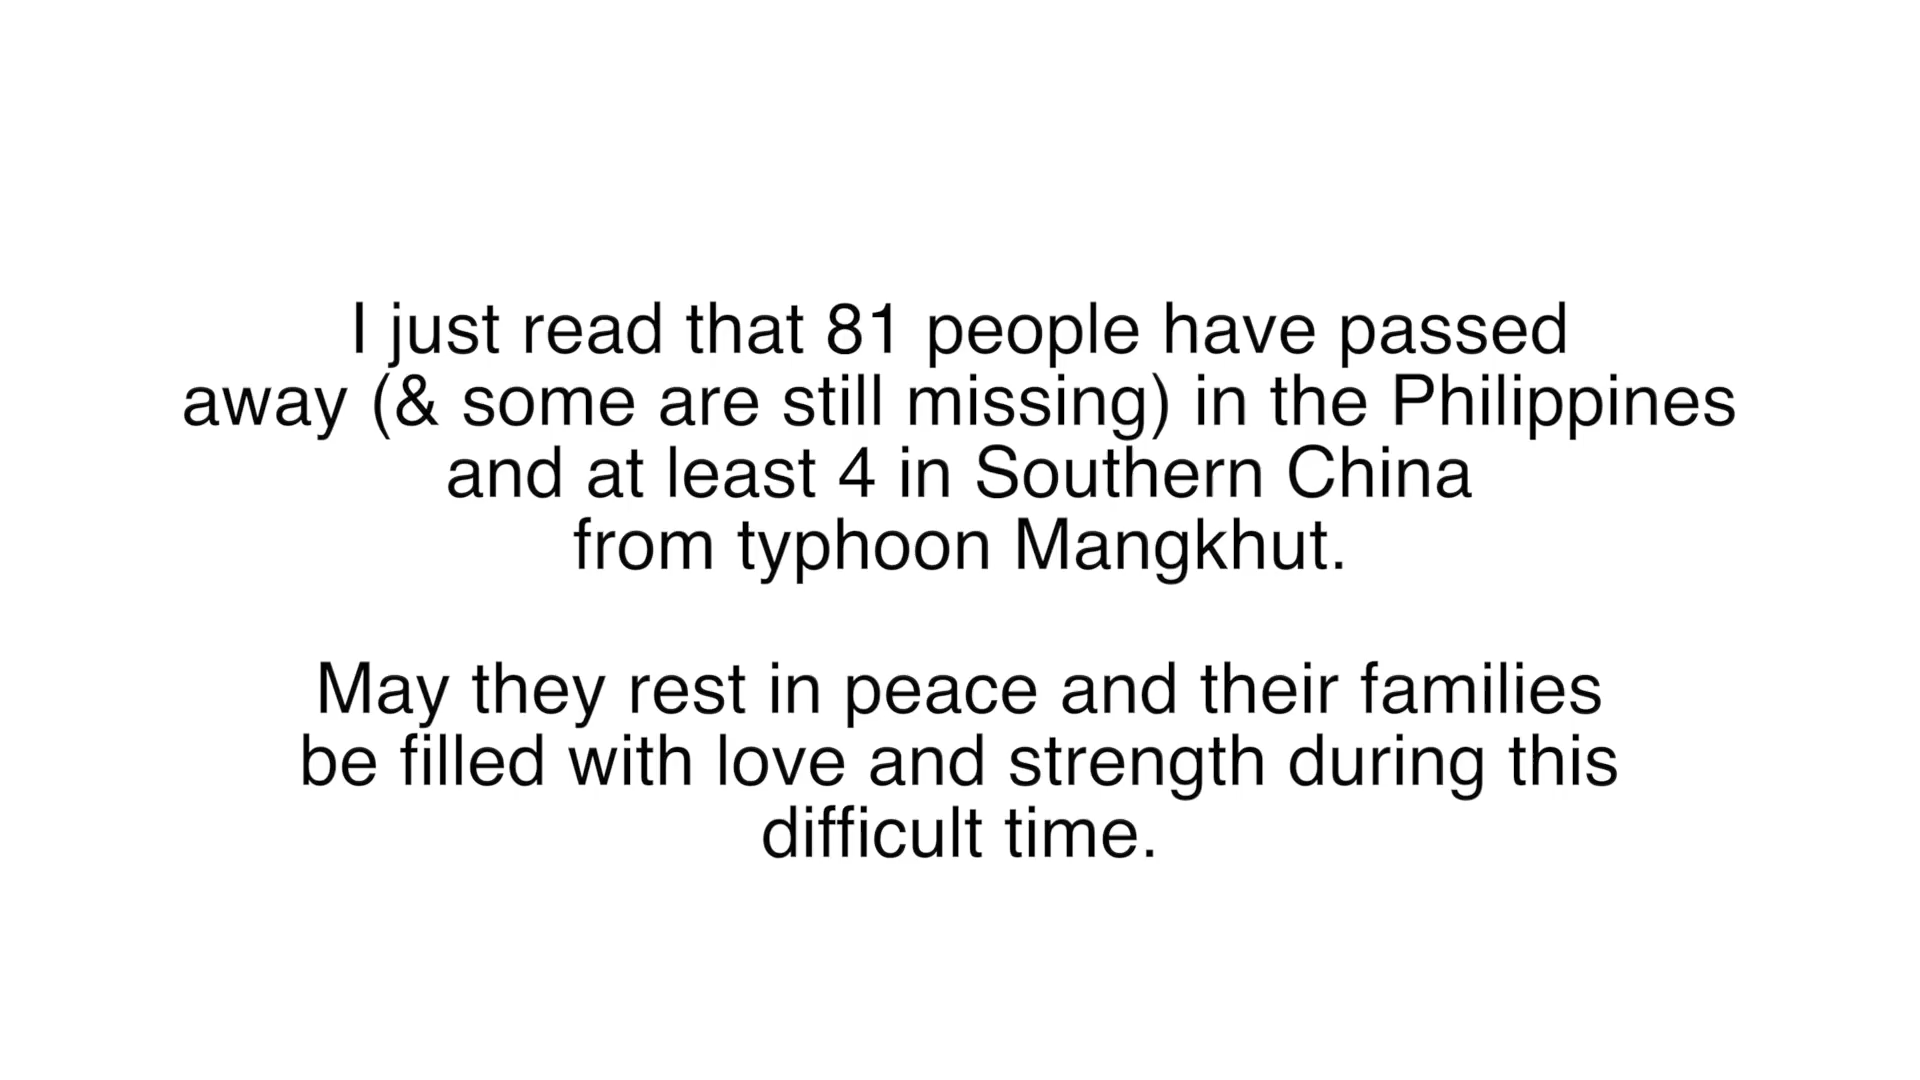 I just read that 81 people have passed
away (& some are still missing) in the Philippines
and at least 4 in Southern China
from typhoon Mangkhut.
May they rest in peace and their families
be filled with love and strength during this
difficult time.